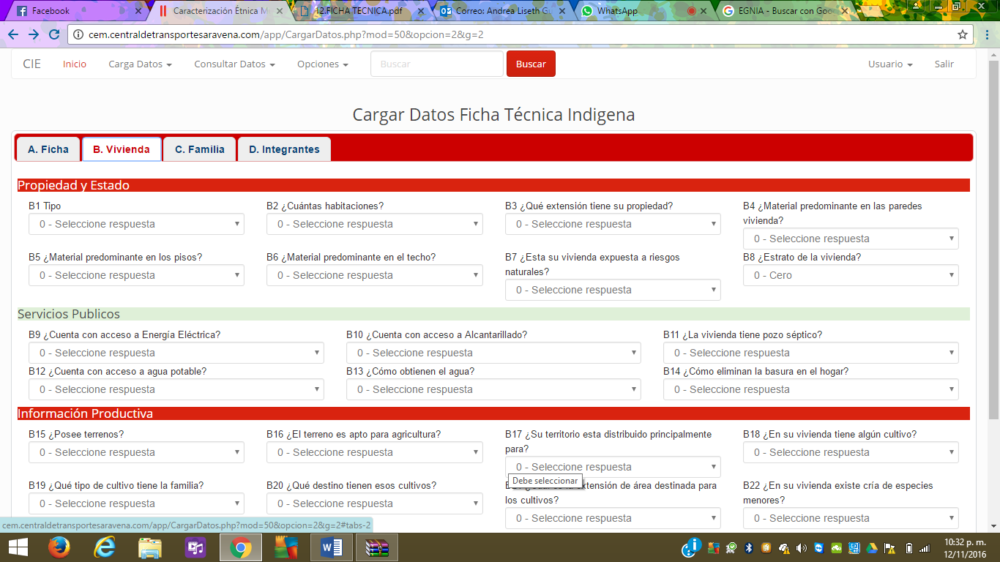 Facebook
Caracterización Étnica M
12.FICHA TECNICA.pdf
Correo: Andrea Liseth Gu
WhatsApp
EGNIA - Buscar con Goo
cem.centraldetransportesaravena.com/app/CargarDatos.php?mod=50&opcion=2&g=2
CIE Inicio Carga Datos Consultar Datos Opciones Buscar Buscar Usuario Salir
Cargar Datos Ficha Técnica Indigena
A. Ficha B. Vivienda C. Familia D. Integrantes
Propiedad y Estado
B1 Tipo
0 - Seleccione respuesta
B2 ¿Cuántas habitaciones?
0 - Seleccione respuesta
B3 ¿Qué extensión tiene su propiedad?
0 - Seleccione respuesta
B4 ¿Material predominante en las paredes
vivienda?
0 - Seleccione respuesta
B5 ¿Material predominante en los pisos?
0 - Seleccione respuesta
B6 ¿Material predominante en el techo?
0 - Seleccione respuesta
B7 ¿Esta su vivienda expuesta a riesgos
naturales?
0 - Seleccione respuesta
B8 ¿Estrato de la vivienda?
0 - Cero
Servicios Publicos
B9 ¿Cuenta con acceso a Energía Eléctrica?
0 - Seleccione respuesta
B10 ¿Cuenta con acceso a Alcantarillado?
0 - Seleccione respuesta
B11 ¿La vivienda tiene pozo séptico?
0 - Seleccione respuesta
B12 ¿Cuenta con acceso a agua potable?
0 - Seleccione respuesta
B13 ¿Cómo obtienen el agua?
0 - Seleccione respuesta
B14 ¿Cómo eliminan la basura en el hogar?
0 - Seleccione respuesta
Información Productiva
B15 ¿Posee terrenos?
0 - Seleccione respuesta
B16 ¿El terreno es apto para agricultura?
0 - Seleccione respuesta
B17 ¿Su territorio esta distribuido principalmente
para?
0 - Seleccione respuesta
Debe seleccionar
B18 ¿En su vivienda tiene algún cultivo?
0 - Seleccione respuesta
B19 ¿Qué tipo de cultivo tiene la familia?
0 - Seleccione respuesta
B20 ¿Qué destino tienen esos cultivos?
0 - Seleccione respuesta
extensión de área destinada para
los cultivos?
0 - Seleccione respuesta
B22 ¿En su vivienda existe cría de especies
menores?
0 - Seleccione respuesta
cem.centraldetransportesaravena.com/app/CargarDatos.php?mod=50&opcion=2&g=2#tabs-2
10:32 p. m.
12/11/2016